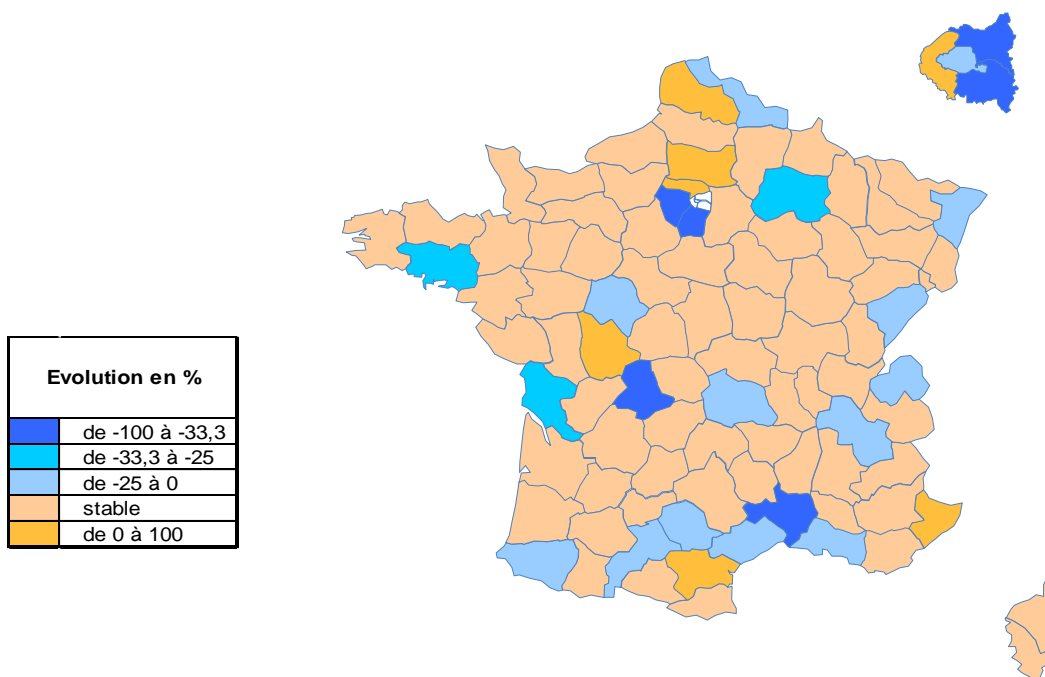 Evolution en %
de -100 à -33,3
de -33,3 à -25
de -25 à 0
stable
de 0 à 100